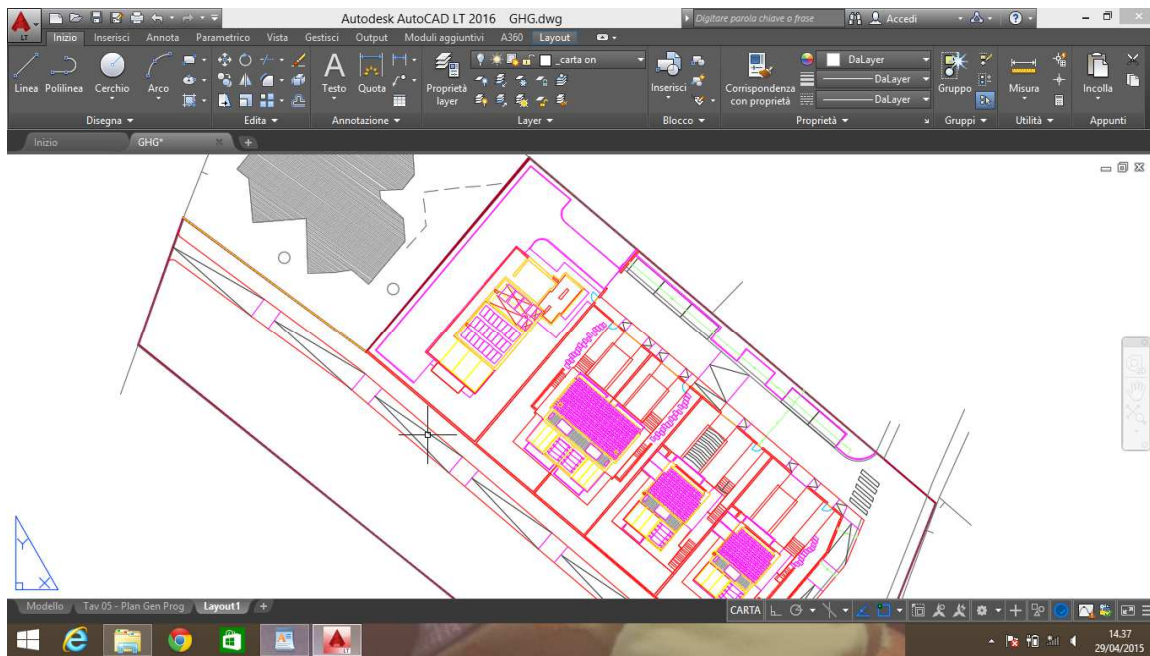 Autodesk AutoCAD LT 2016 GHG.dwg
Digitare parola chiave o frase
Accedi
LT
Inizio Inserisci Annota Parametrico Vista Gestisci Output Moduli aggiuntivi A360 Layout
_carta on
DaLayer
Linea Polilinea Cerchio Arco
Testo Quota
Proprietà layer
Inserisci
Corrispondenza con proprietà
DaLayer
DaLayer
Gruppo
Misura
Incolla
Disegna Edita Annotazione Layer Blocco Proprietà Gruppi Utilità Appunti
Inizio GHG*
Y
X
Modello Tav 05 - Plan Gen Prog Layout1
CARTA
LT
14.37
29/04/2015